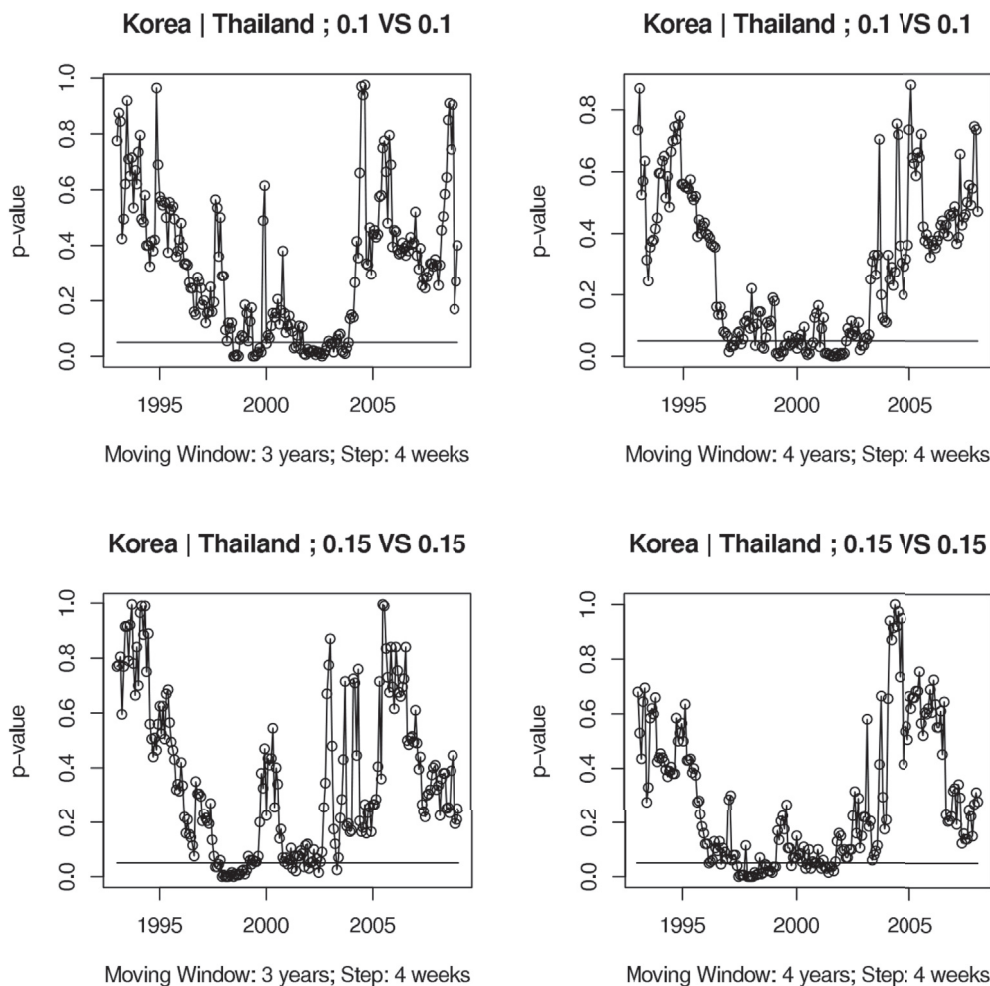 Korea | Thailand ; 0.1 VS 0.1
p-value
0.0 0.2 0.4 0.6 0.8 1.0
1995 2000 2005
Moving Window: 3 years; Step: 4 weeks
Korea | Thailand ; 0.1 VS 0.1
p-value
0.0 0.2 0.4 0.6 0.8
1995 2000 2005
Moving Window: 4 years; Step: 4 weeks
Korea | Thailand ; 0.15 VS 0.15
p-value
0.0 0.2 0.4 0.6 0.8 1.0
1995 2000 2005
Moving Window: 3 years; Step: 4 weeks
Korea | Thailand ; 0.15 VS 0.15
p-value
0.0 0.2 0.4 0.6 0.8 1.0
1995 2000 2005
Moving Window: 4 years; Step: 4 weeks